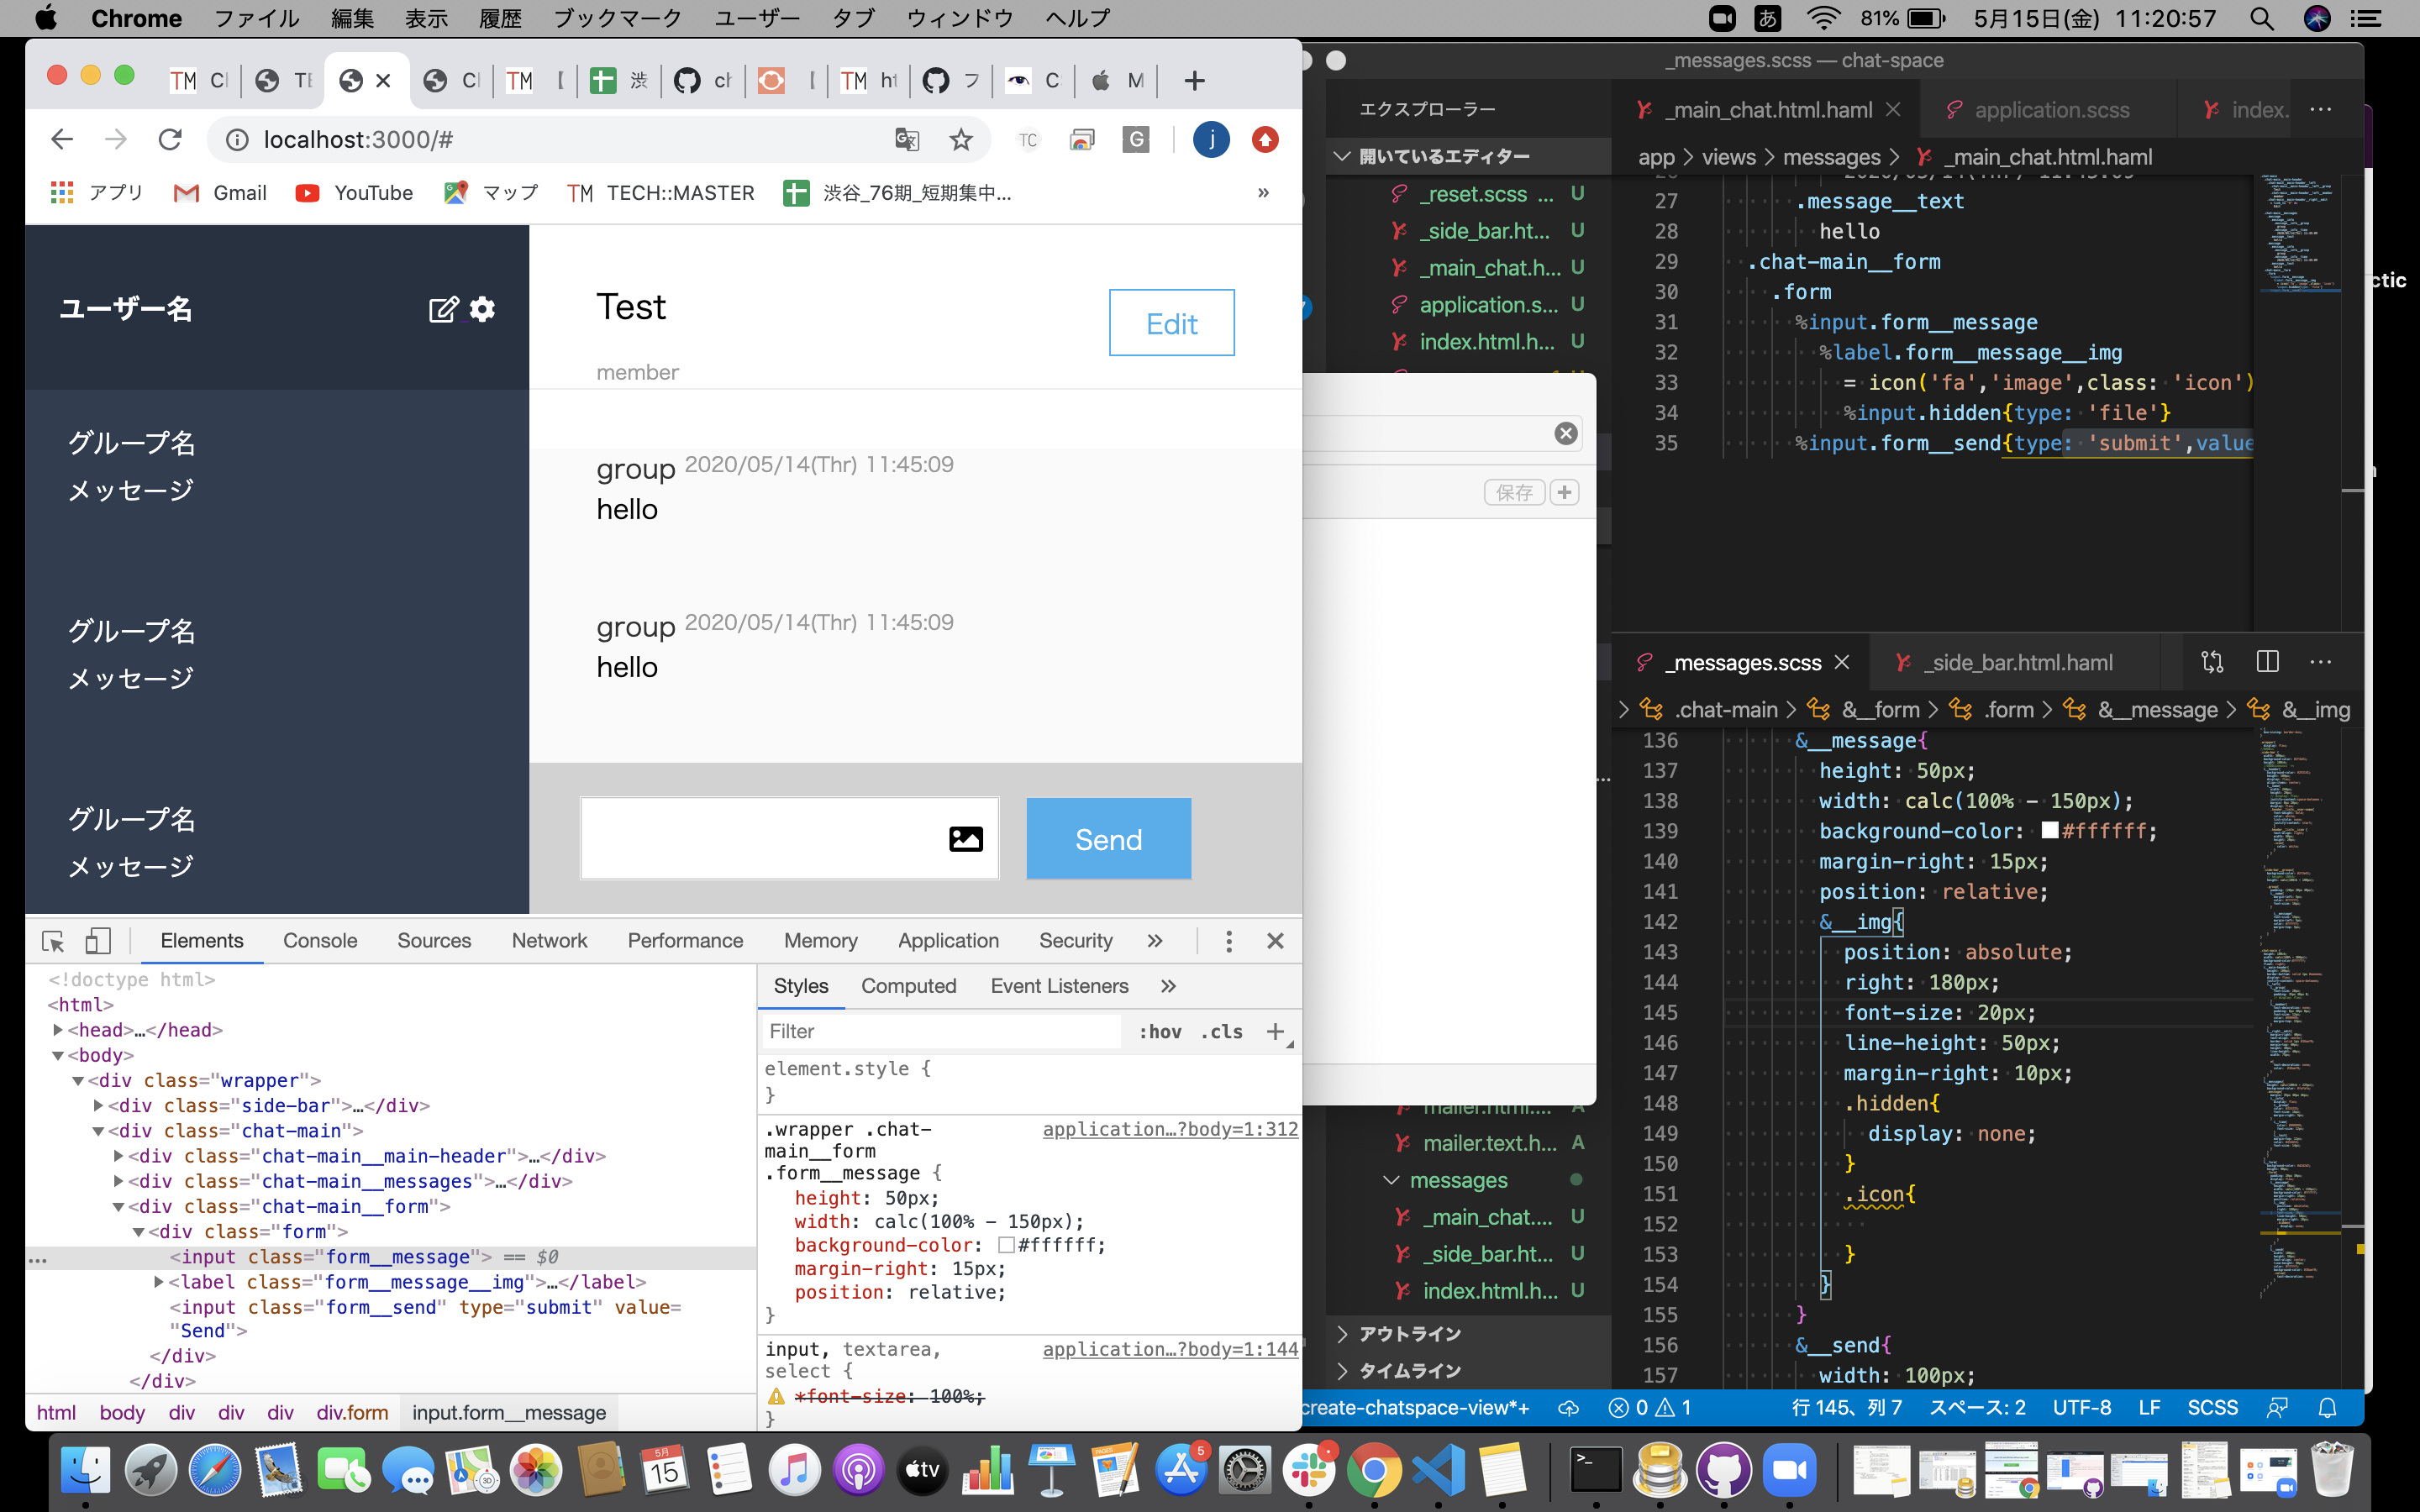 Chrome ファイル 編集 表示 履歴 ブックマーク ユーザー タブ ウィンドウ ヘルプ
あ 81% 5月15日(金) 11:20:57
localhost:3000/#
アプリ Gmail YouTube マップ TM TECH::MASTER 渋谷_76期_短期集中...
ユーザー名
Test
Edit
member
グループ名
メッセージ
group 2020/05/14(Thr) 11:45:09
hello
グループ名
メッセージ
group 2020/05/14(Thr) 11:45:09
hello
グループ名
メッセージ
Send
Elements Console Sources Network Performance Memory Application Security
<!doctype html>
<html>
<head>…</head>
<body>
<div class="wrapper">
<div class="side-bar">…</div>
<div class="chat-main">
<div class="chat-main__main-header">…</div>
<div class="chat-main__messages">…</div>
<div class="chat-main__form">
<div class="form">
<input class="form__message"> == $0
<label class="form__message__img">…</label>
<input class="form__send" type="submit" value=
"Send">
</div>
</div>
html body div div div div.form input.form__message
Styles Computed Event Listeners
Filter :hov .cls
element.style {
}
.wrapper .chat- application…?body=1:312
main__form
.form__message {
height: 50px;
width: calc(100% - 150px);
background-color: #ffffff;
margin-right: 15px;
position: relative;
}
input, textarea, application…?body=1:144
select {
*font-size: 100%;
}
保存
_messages.scss — chat-space
エクスプローラー
開いているエディター
_reset.scss ... U
_side_bar.ht... U
_main_chat.h... U
application.s... U
index.html.h... U
mailer.html.... A
mailer.text.h... A
messages
_main_chat.... U
_side_bar.ht... U
index.html.h... U
アウトライン
タイムライン
_main_chat.html.haml application.scss index.
app > views > messages > _main_chat.html.haml
27 .message__text
28 hello
29 .chat-main__form
30 .form
31 %input.form__message
32 %label.form__message__img
33 = icon('fa','image',class: 'icon')
34 %input.hidden{type: 'file'}
35 %input.form__send{type: 'submit',value
_messages.scss _side_bar.html.haml
.chat-main > &__form > .form > &__message > &__img
136 &__message{
137 height: 50px;
138 width: calc(100% - 150px);
139 background-color: #ffffff;
140 margin-right: 15px;
141 position: relative;
142 &__img{
143 position: absolute;
144 right: 180px;
145 font-size: 20px;
146 line-height: 50px;
147 margin-right: 10px;
148 .hidden{
149 display: none;
150 }
151 .icon{
152
153 }
154 }
155 }
156 &__send{
157 width: 100px;
create-chatspace-view*+ 0 1 行 145、列 7 スペース: 2 UTF-8 LF SCSS
5月
15
tv
5